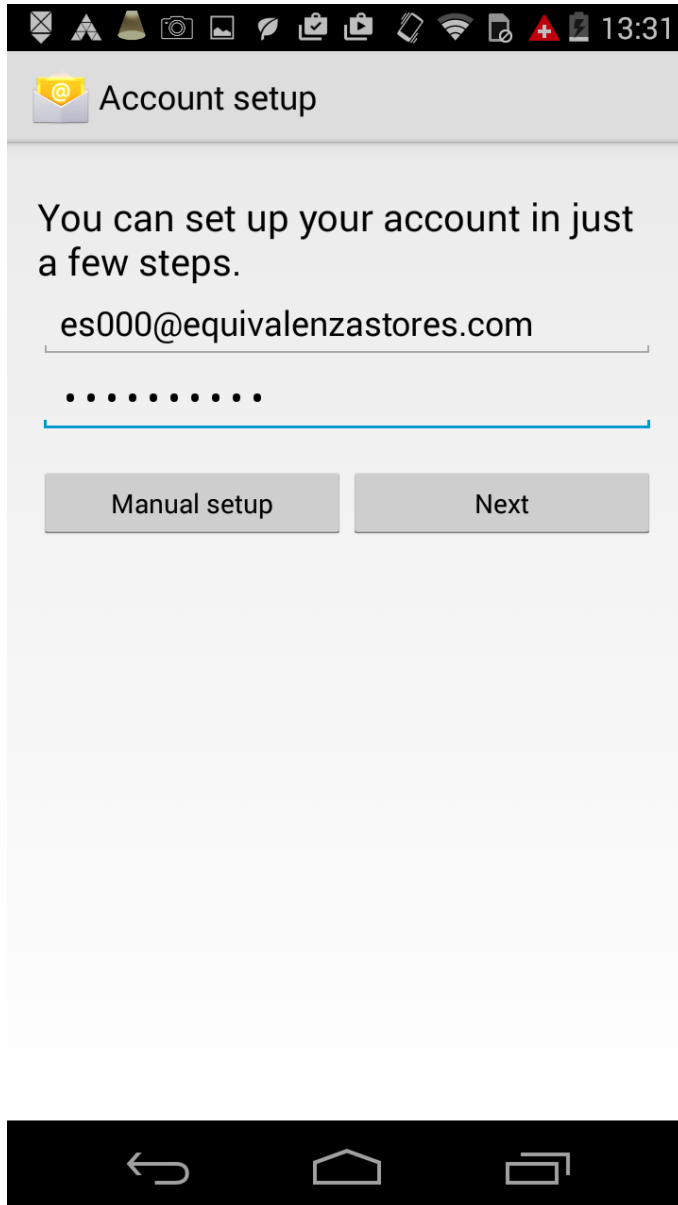 13:31
@ Account setup
You can set up your account in just
a few steps.
es000@equivalenzastores.com
••••••••••
Manual setup Next